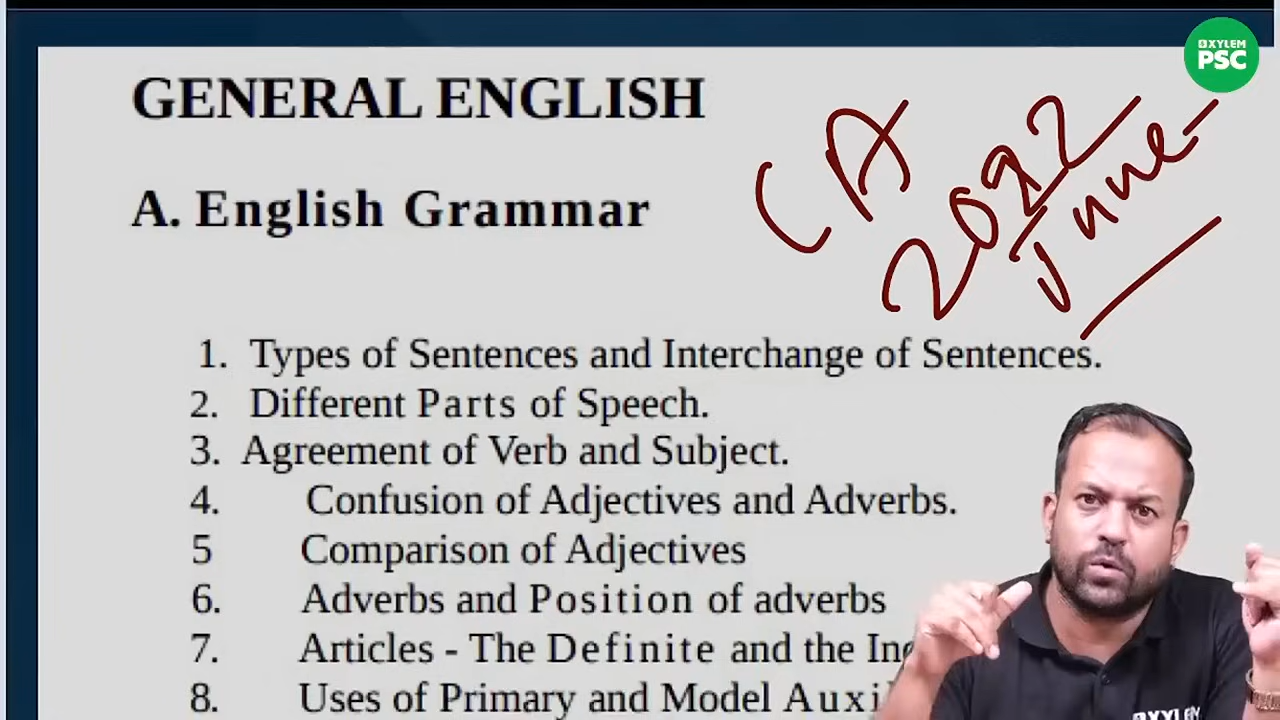 XYLEM
PSC
GENERAL ENGLISH
CA
2022
June
A. English Grammar
1. Types of Sentences and Interchange of Sentences.
2. Different Parts of Speech.
3. Agreement of Verb and Subject.
4. Confusion of Adjectives and Adverbs.
5 Comparison of Adjectives
6. Adverbs and Position of adverbs
7. Articles - The Definite and the
8. Uses of Primary and Model
XYLEM